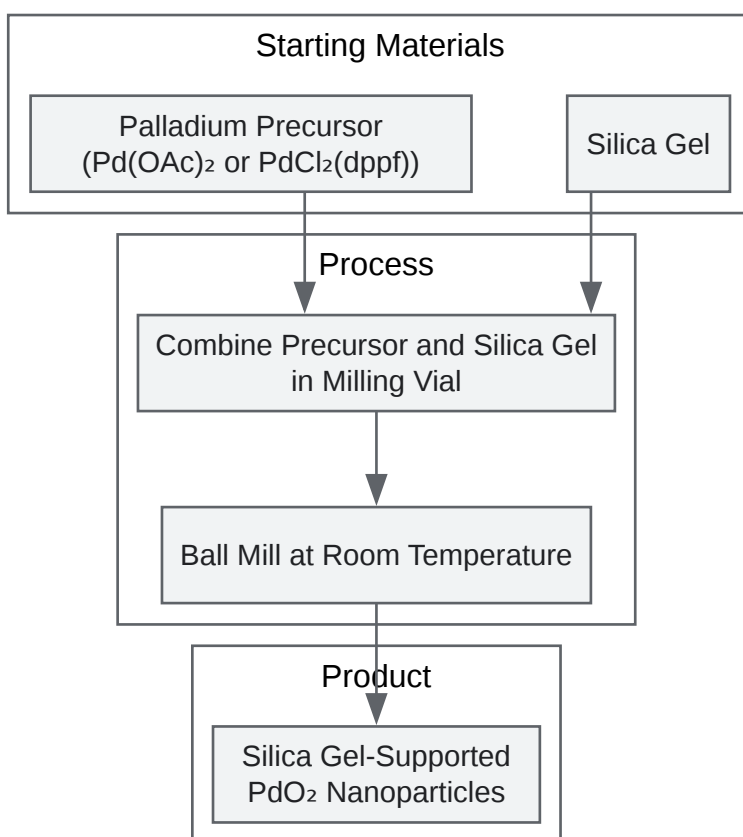 Starting Materials
Palladium Precursor
(Pd(OAc)₂ or PdCl₂(dppf))
Silica Gel
Process
Combine Precursor and Silica Gel
in Milling Vial
Ball Mill at Room Temperature
Product
Silica Gel-Supported
PdO₂ Nanoparticles